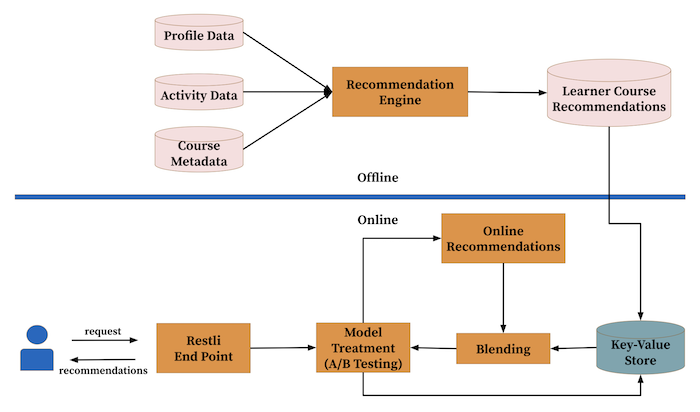 Profile Data
Activity Data
Course
Metadata
Recommendation
Engine
Learner Course
Recommendations
Offline
Online
Online
Recommendations
request
recommendations
Restli
End Point
Model
Treatment
(A/B Testing)
Blending
Key-Value
Store